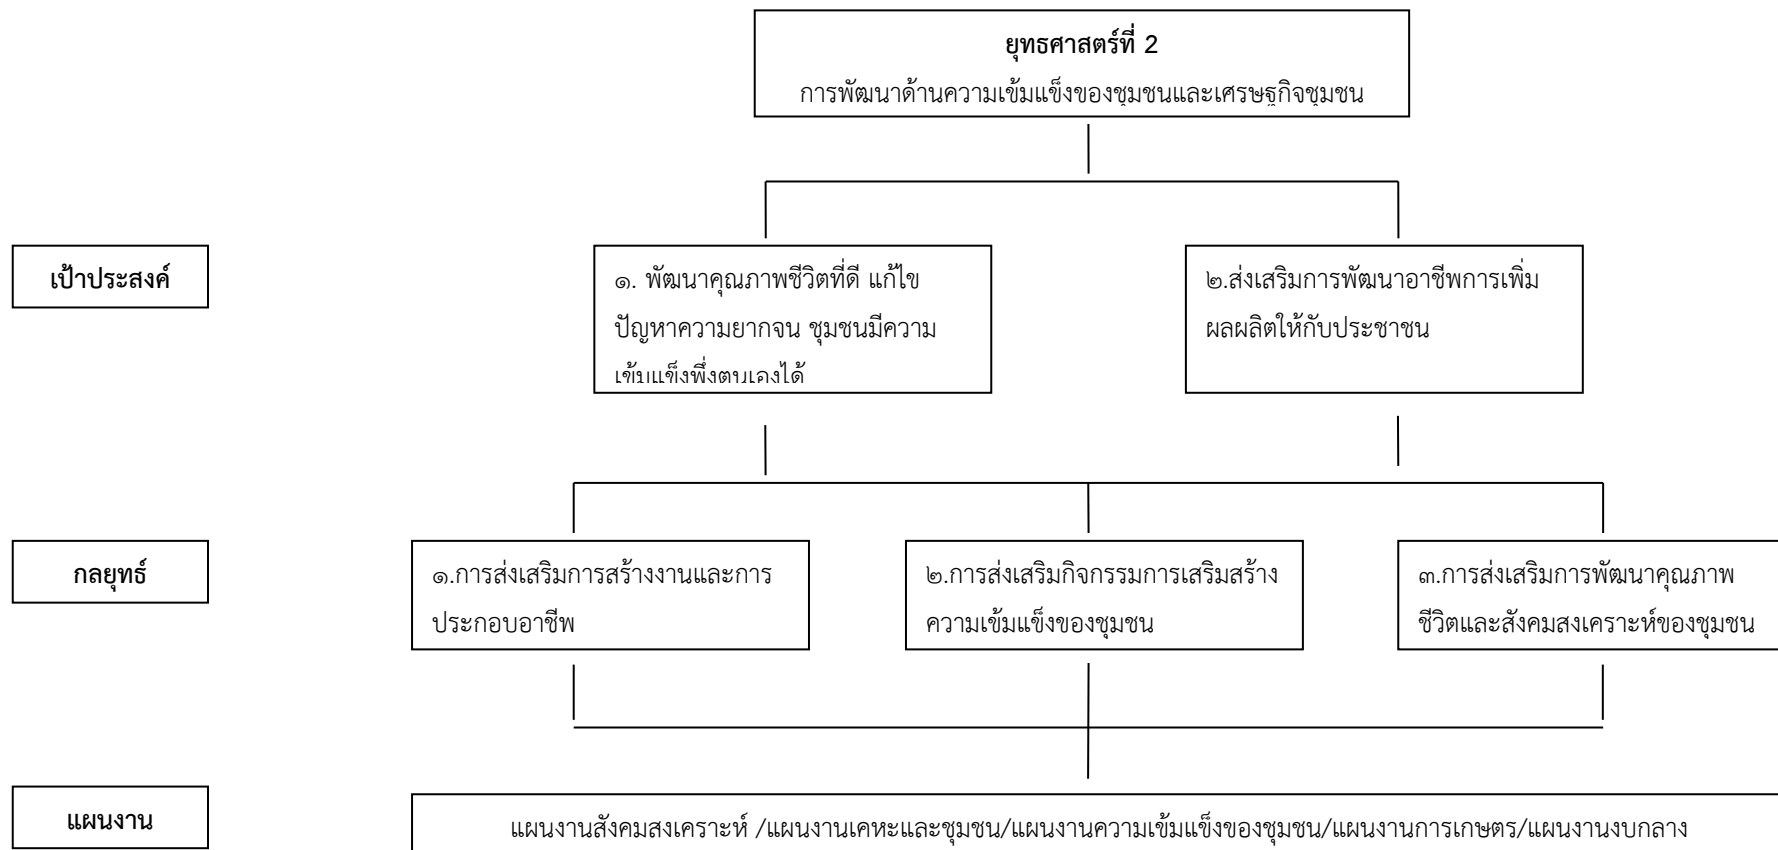 ยุทธศาสตร์ที่ 2
การพัฒนาด้านความเข้มแข็งของชุมชนและเศรษฐกิจชุมชน
เป้าประสงค์
๑. พัฒนาคุณภาพชีวิตที่ดี แก้ไข
ปัญหาความยากจน ชุมชนมีความ
เข้มแข็งพึ่งตนเองได้
๒.ส่งเสริมการพัฒนาอาชีพการเพิ่ม
ผลผลิตให้กับประชาชน
กลยุทธ์
๑.การส่งเสริมการสร้างงานและการ
ประกอบอาชีพ
๒.การส่งเสริมกิจกรรมการเสริมสร้าง
ความเข้มแข็งของชุมชน
๓.การส่งเสริมการพัฒนาคุณภาพ
ชีวิตและสังคมสงเคราะห์ของชุมชน
แผนงาน
แผนงานสังคมสงเคราะห์ /แผนงานเคหะและชุมชน/แผนงานความเข้มแข็งของชุมชน/แผนงานการเกษตร/แผนงานงบกลาง